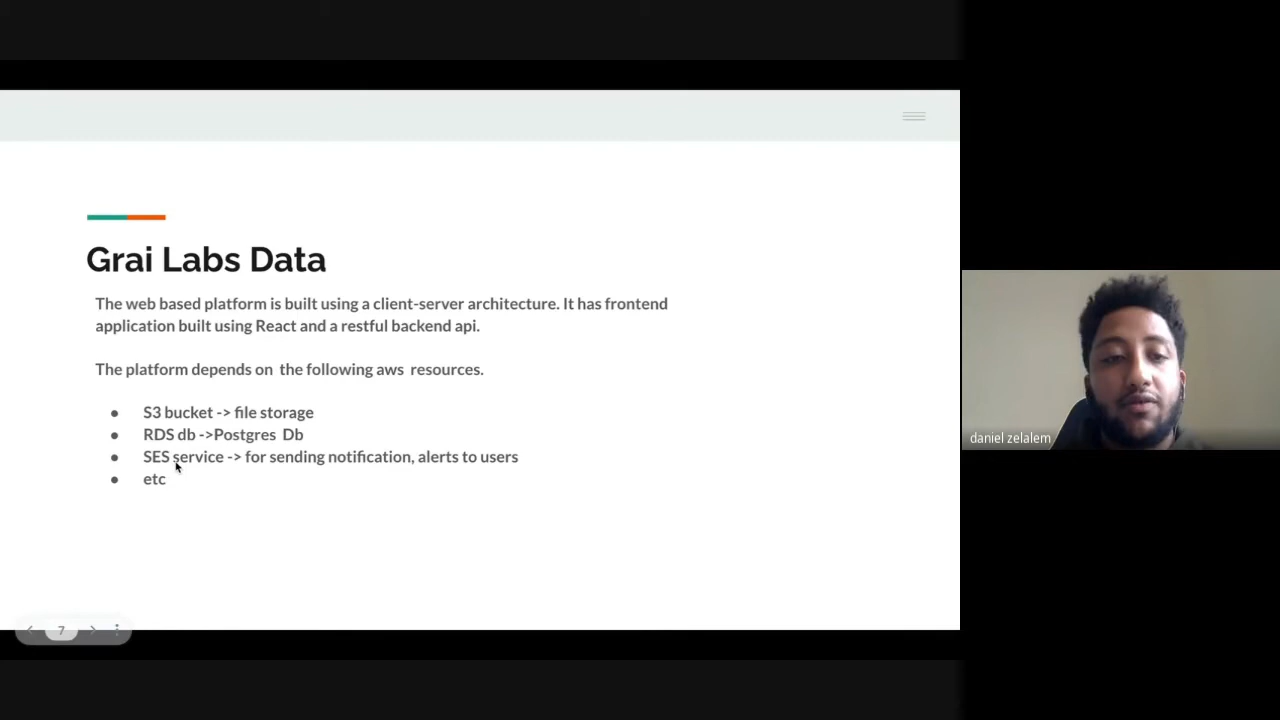 Grai Labs Data
The web based platform is built using a client-server architecture. It has frontend
application built using React and a restful backend api.
The platform depends on the following aws resources.
● S3 bucket -> file storage
● RDS db ->Postgres Db
● SES service -> for sending notification, alerts to users
● etc
daniel zelalem
7